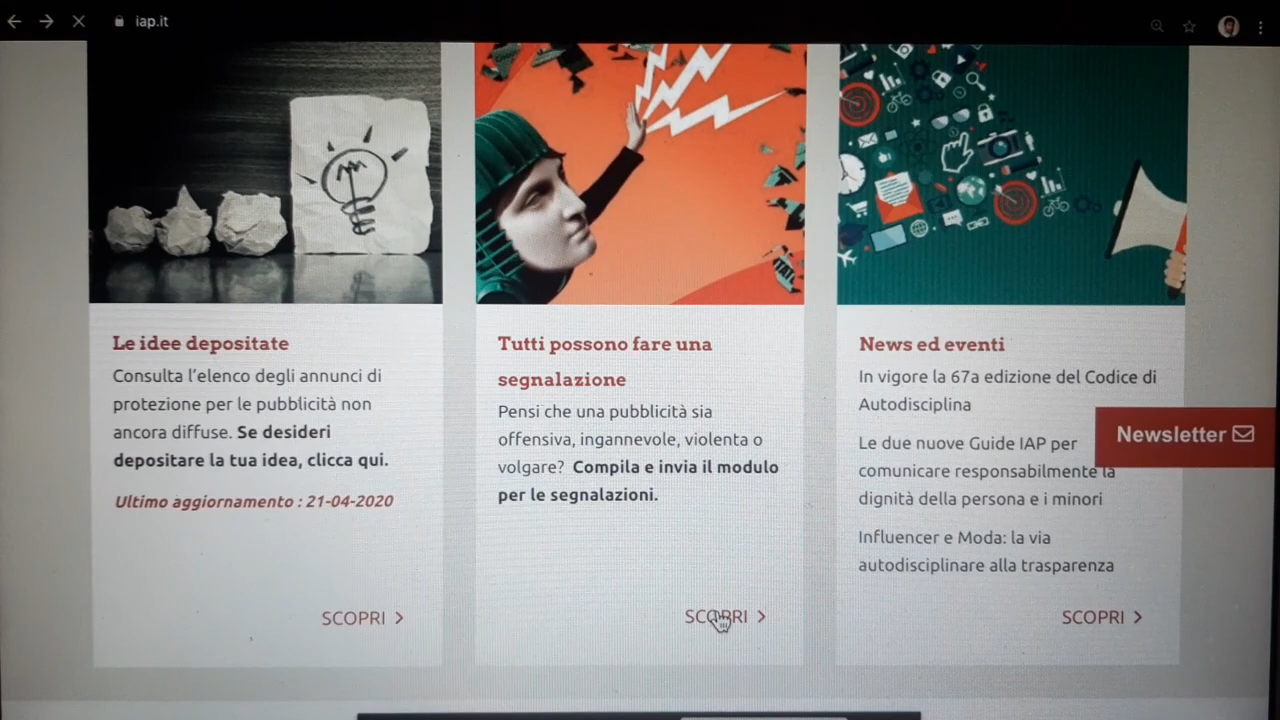 iap.it
Le idee depositate
Consulta l'elenco degli annunci di
protezione per le pubblicità non
ancora diffuse. Se desideri
depositare la tua idea, clicca qui.
Ultimo aggiornamento : 21-04-2020
SCOPRI
Tutti possono fare una
segnalazione
Pensi che una pubblicità sia
offensiva, ingannevole, violenta o
volgare? Compila e invia il modulo
per le segnalazioni.
SCOPRI
News ed eventi
In vigore la 67a edizione del Codice di
Autodisciplina
Le due nuove Guide IAP per
comunicare responsabilmente la
dignità della persona e i minori
Influencer e Moda: la via
autodisciplinare alla trasparenza
SCOPRI
Newsletter